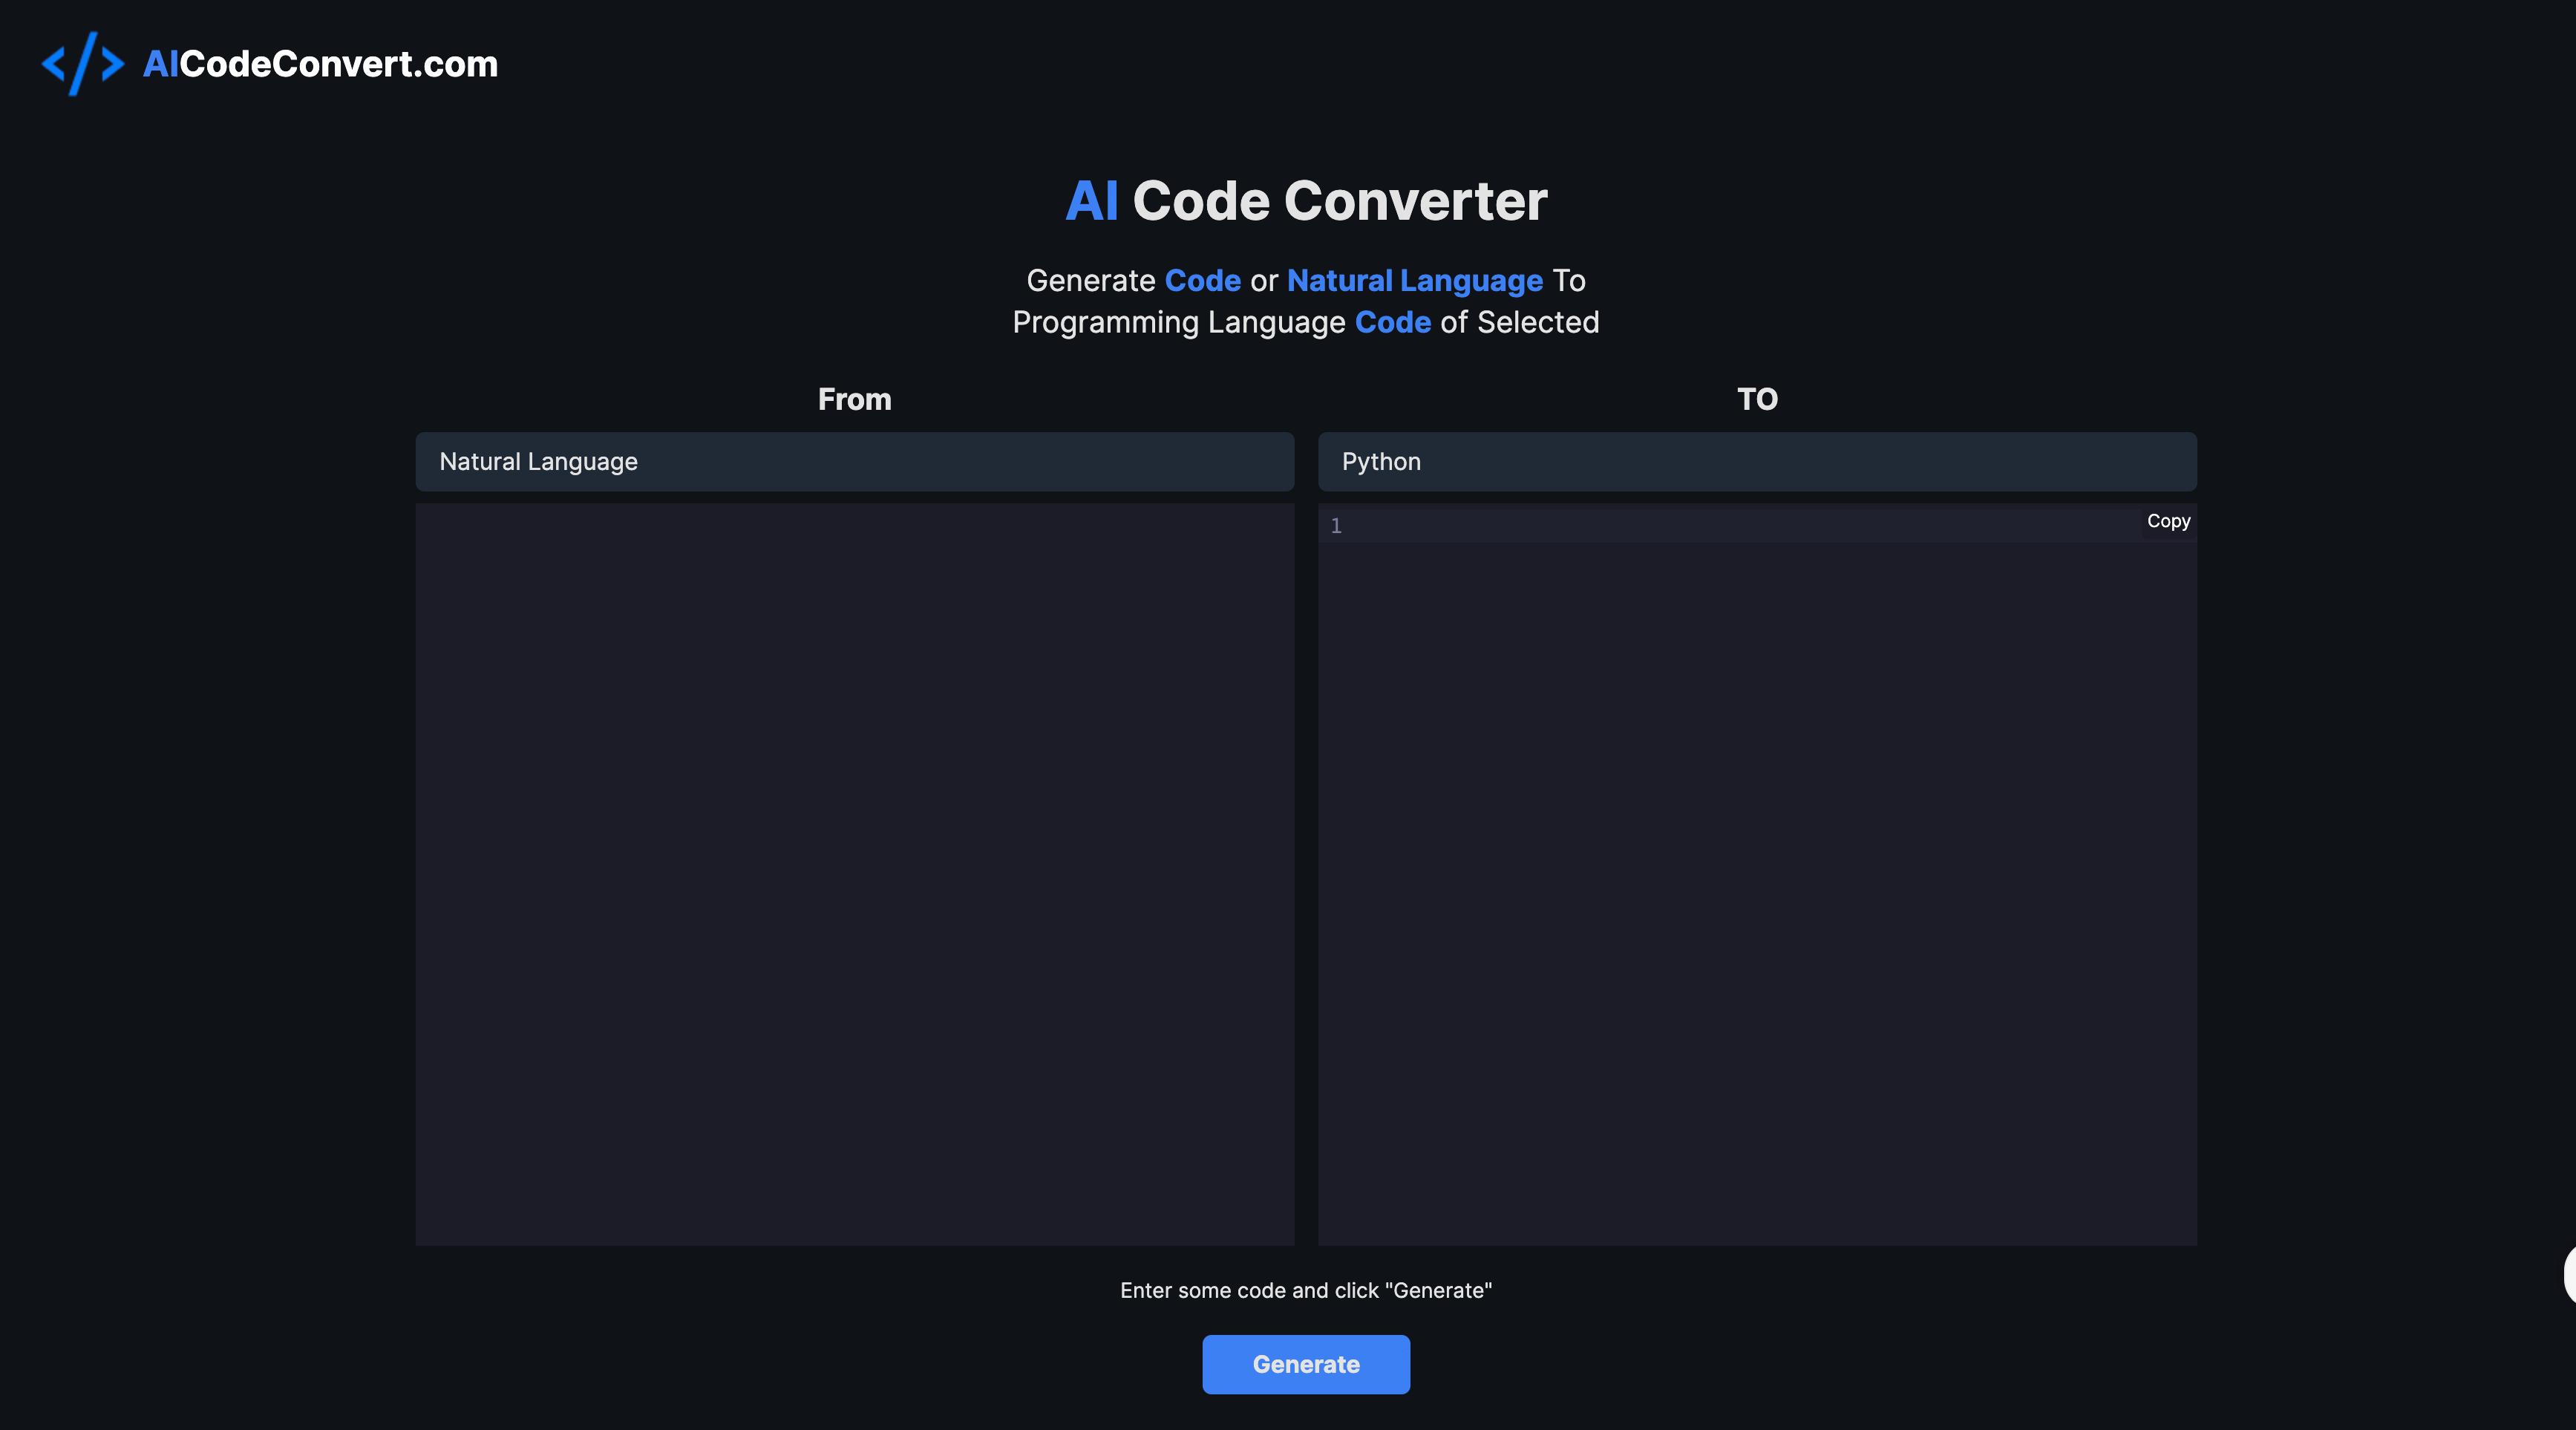 </> AICodeConvert.com
AI Code Converter
Generate Code or Natural Language To
Programming Language Code of Selected
From
TO
Natural Language
Python
1
Copy
Enter some code and click "Generate"
Generate